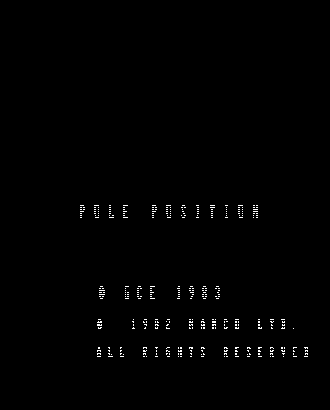 POLE POSITION
© GCE 1983
© 1982 NAMCO LTD.
ALL RIGHTS RESERVED